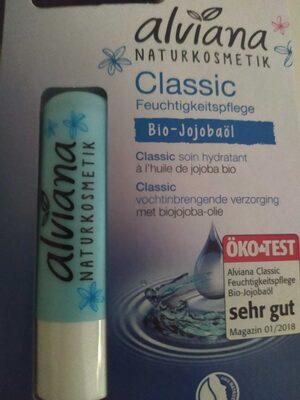 alviana
NATURKOSMETIK
Classic
Feuchtigkeitspflege
Bio-Jojobaöl
Classic soin hydratant
à l'huile de jojoba bio
Classic
vochtinbrengende verzorging
met biojojoba-olie
ÖKO-TEST
Alviana Classic
Feuchtigkeitspflege
Bio-Jojobaöl
sehr gut
Magazin 01/2018
alviana
NATURKOSMETIK